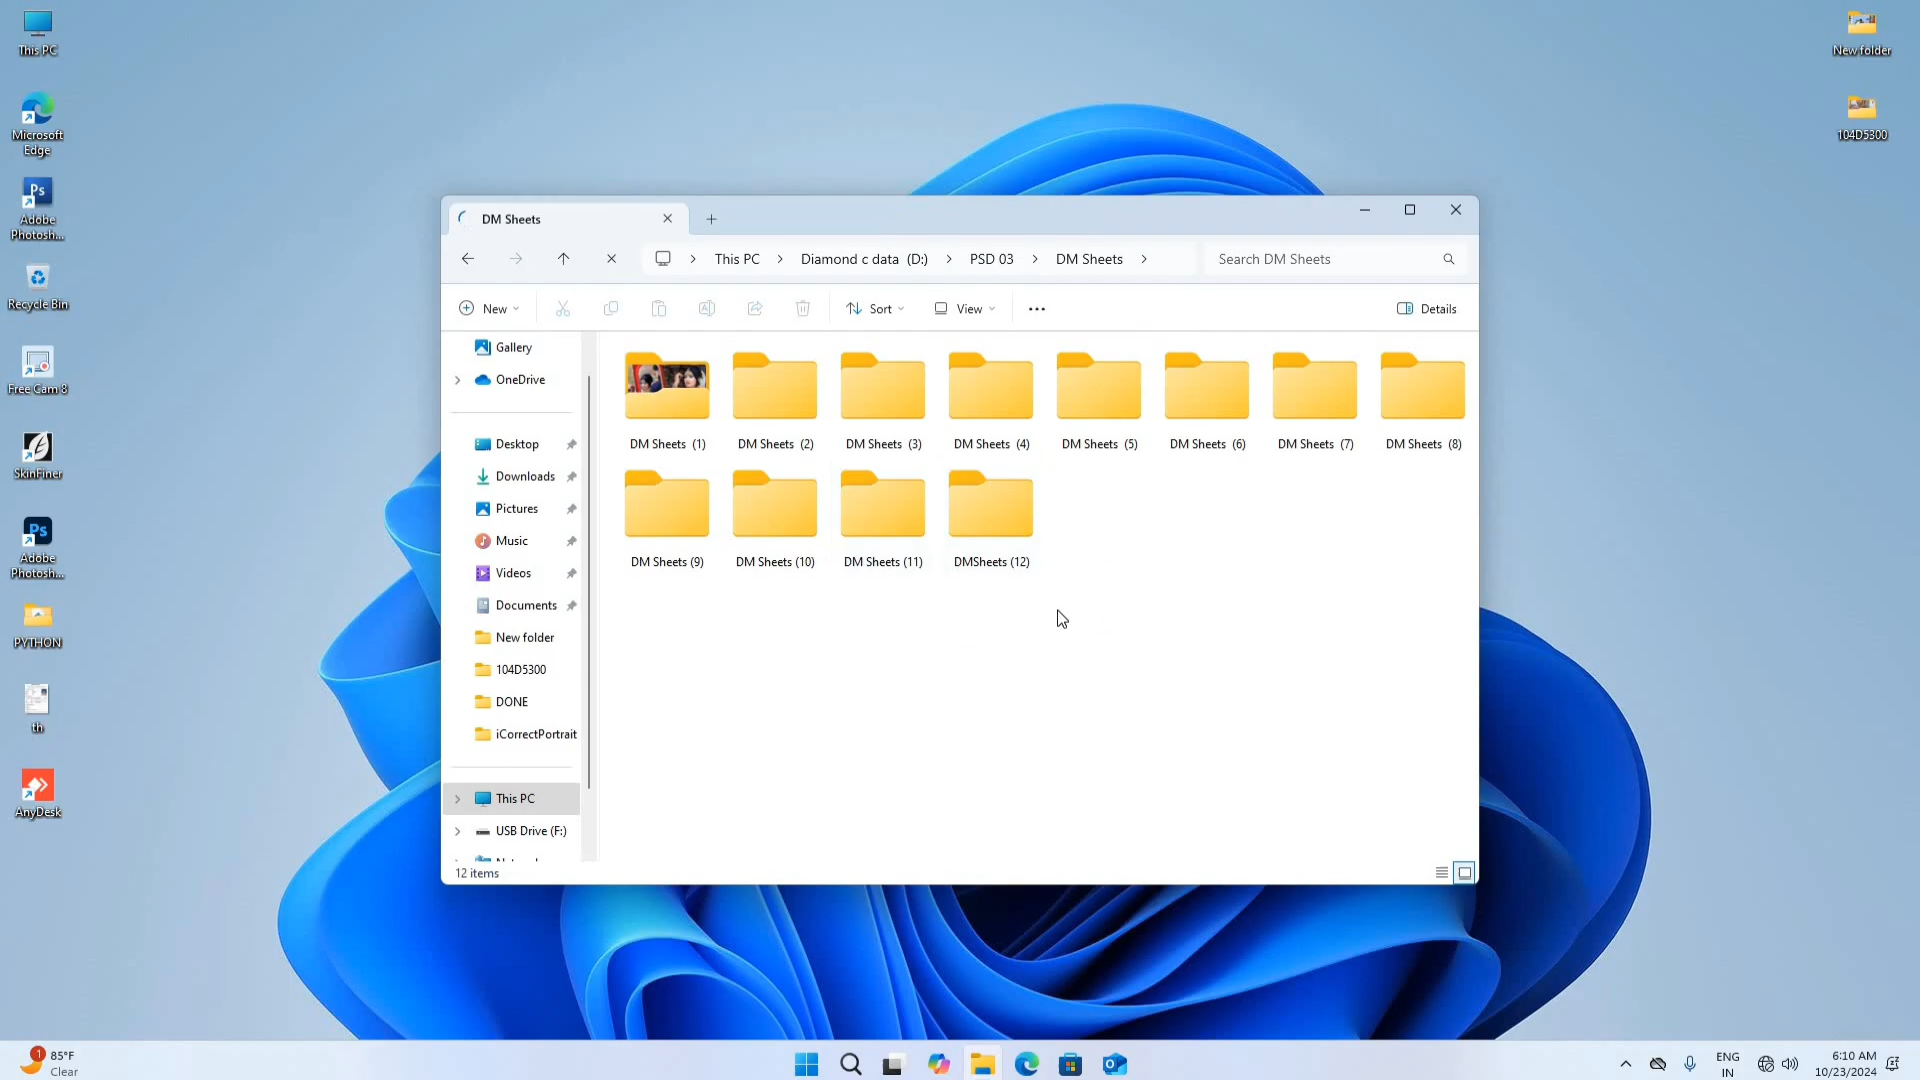 This PC
Microsoft
Edge
Adobe
Photosh...
Recycle Bin
Free Cam 8
SkinFiner
Adobe
Photosh...
PYTHON
th
AnyDesk
New folder
104D5300
DM Sheets
This PC
Diamond c data (D:)
PSD 03
DM Sheets
Search DM Sheets
New
Sort
View
Details
Gallery
OneDrive
Desktop
Downloads
Pictures
Music
Videos
Documents
New folder
104D5300
DONE
iCorrectPortrait
This PC
USB Drive (F:)
DM Sheets (1)
DM Sheets (2)
DM Sheets (3)
DM Sheets (4)
DM Sheets (5)
DM Sheets (6)
DM Sheets (7)
DM Sheets (8)
DM Sheets (9)
DM Sheets (10)
DM Sheets (11)
DMSheets (12)
12 items
1
85°F
Clear
ENG
IN
6:10 AM
10/23/2024